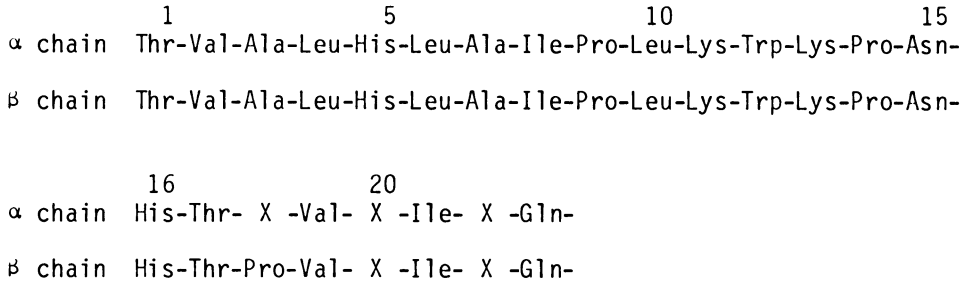 1 5 10 15
α chain Thr-Val-Ala-Leu-His-Leu-Ala-Ile-Pro-Leu-Lys-Trp-Lys-Pro-Asn-
β chain Thr-Val-Ala-Leu-His-Leu-Ala-Ile-Pro-Leu-Lys-Trp-Lys-Pro-Asn-
16 20
α chain His-Thr- X -Val- X -Ile- X -Gln-
β chain His-Thr-Pro-Val- X -Ile- X -Gln-